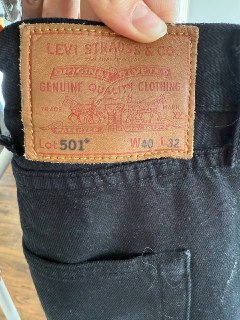 LEVI STRAUSS & CO.
ORIGINAL RIVETED
GENUINE QUALITY CLOTHING
TRADE MARK
Lot 501* W40 L32